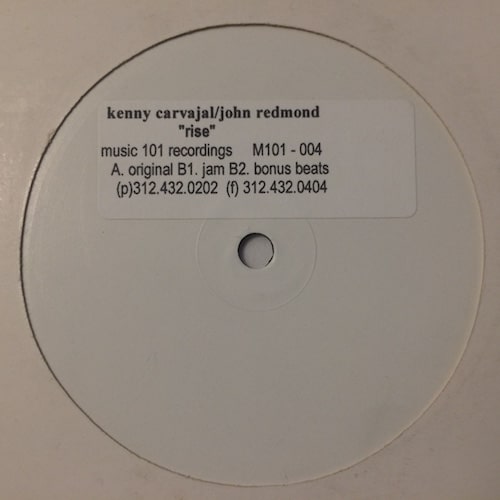 kenny carvajal/john redmond
"rise"
music 101 recordings M101 - 004
A. original B1. jam B2. bonus beats
(p)312.432.0202 (f) 312.432.0404